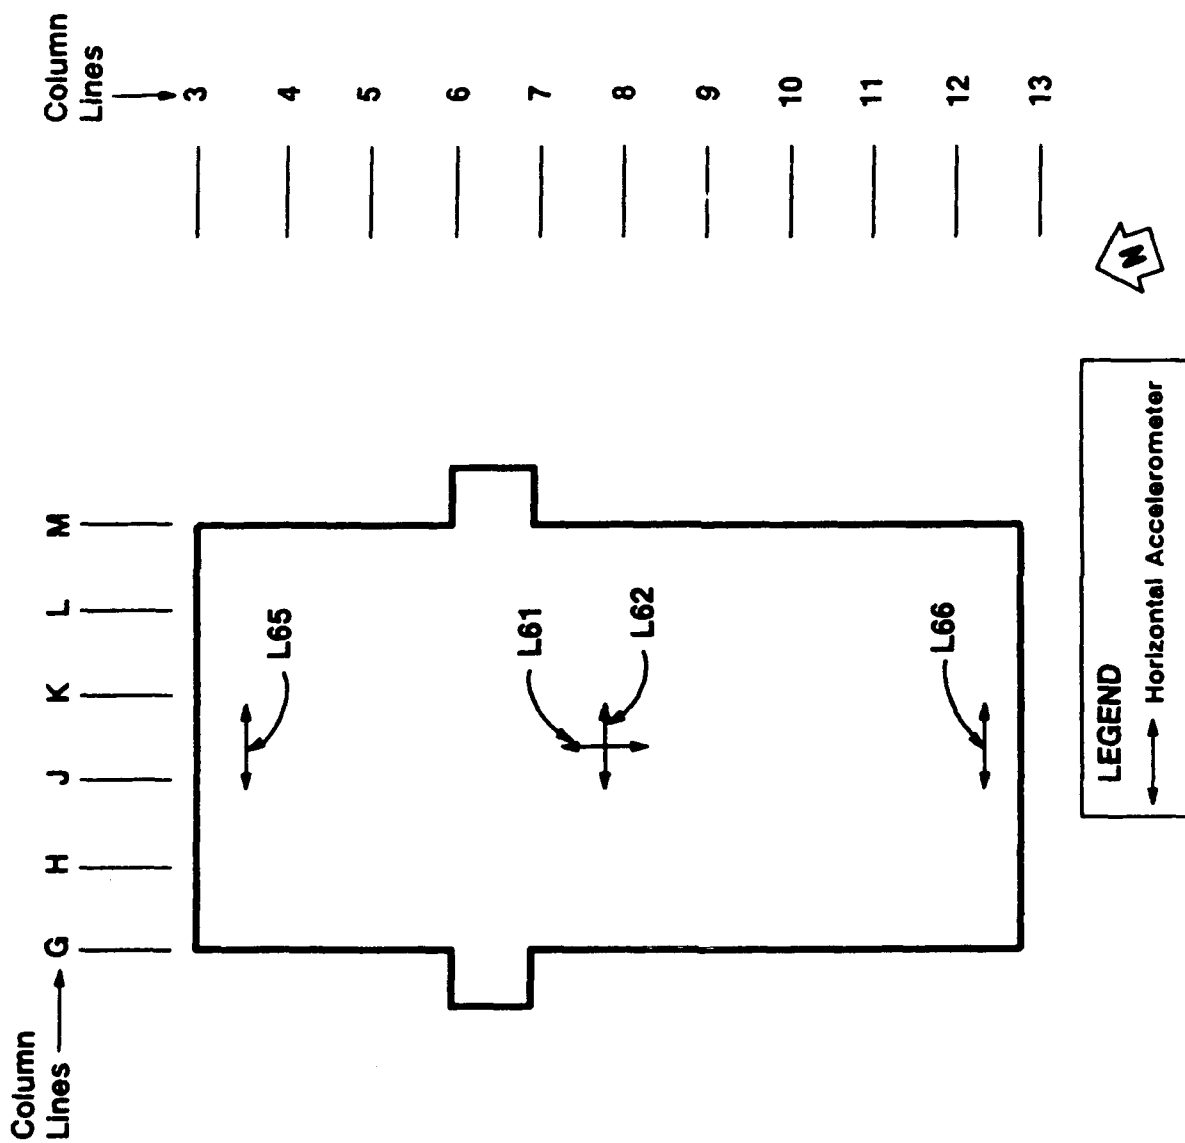 Column
Lines
3
4
5
6
7
8
9
10
11
12
13
Column
Lines
G H J K L M
L65
L61
L62
L66
N
LEGEND
Horizontal Accelerometer